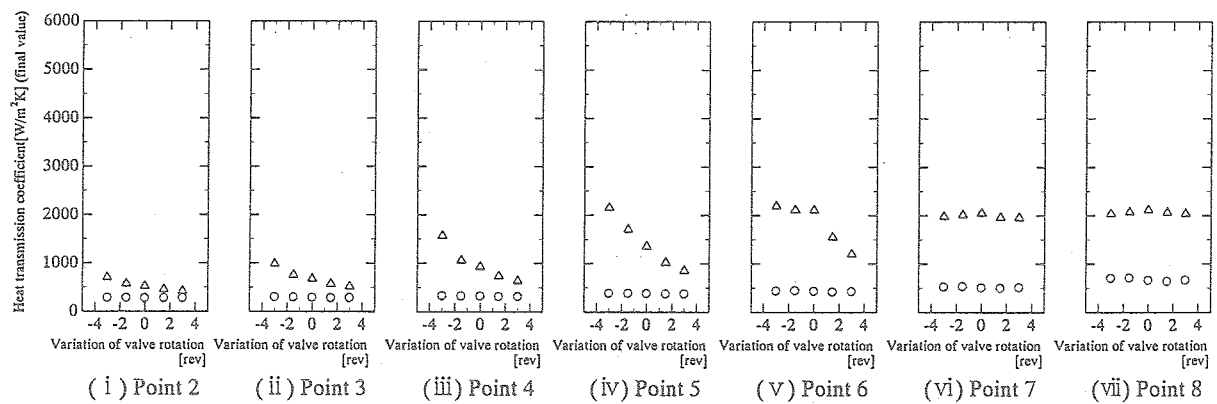 Heat transmission coefficient[W/m²K] (final value)
6000
5000
4000
3000
2000
1000
0
-4 -2 0 2 4
Variation of valve rotation
[rev]
( i ) Point 2
-4 -2 0 2 4
Variation of valve rotation
[rev]
(ii) Point 3
-4 -2 0 2 4
Variation of valve rotation
[rev]
(iii) Point 4
-4 -2 0 2 4
Variation of valve rotation
[rev]
(iv) Point 5
-4 -2 0 2 4
Variation of valve rotation
[rev]
(v) Point 6
-4 -2 0 2 4
Variation of valve rotation
[rev]
(vi) Point 7
-4 -2 0 2 4
Variation of valve rotation
[rev]
(vii) Point 8